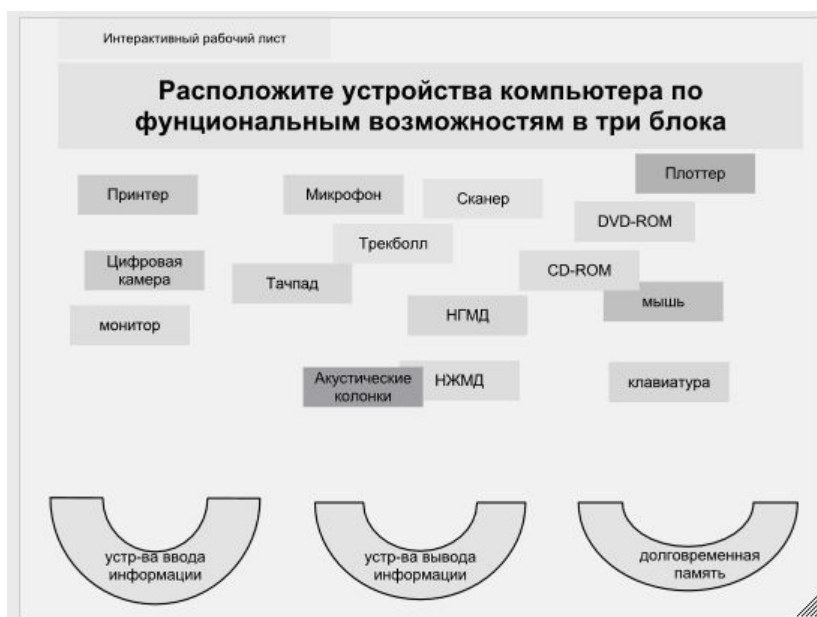 Интерактивный рабочий лист
Расположите устройства компьютера по
фунциональным возможностям в три блока
Плоттер
Принтер
Микрофон
Сканер
DVD-ROM
Трекболл
Цифровая
камера
Тачпад
CD-ROM
мышь
монитор
НГМД
Акустические
колонки
НЖМД
клавиатура
устр-ва ввода
информации
устр-ва вывода
информации
долговременная
память